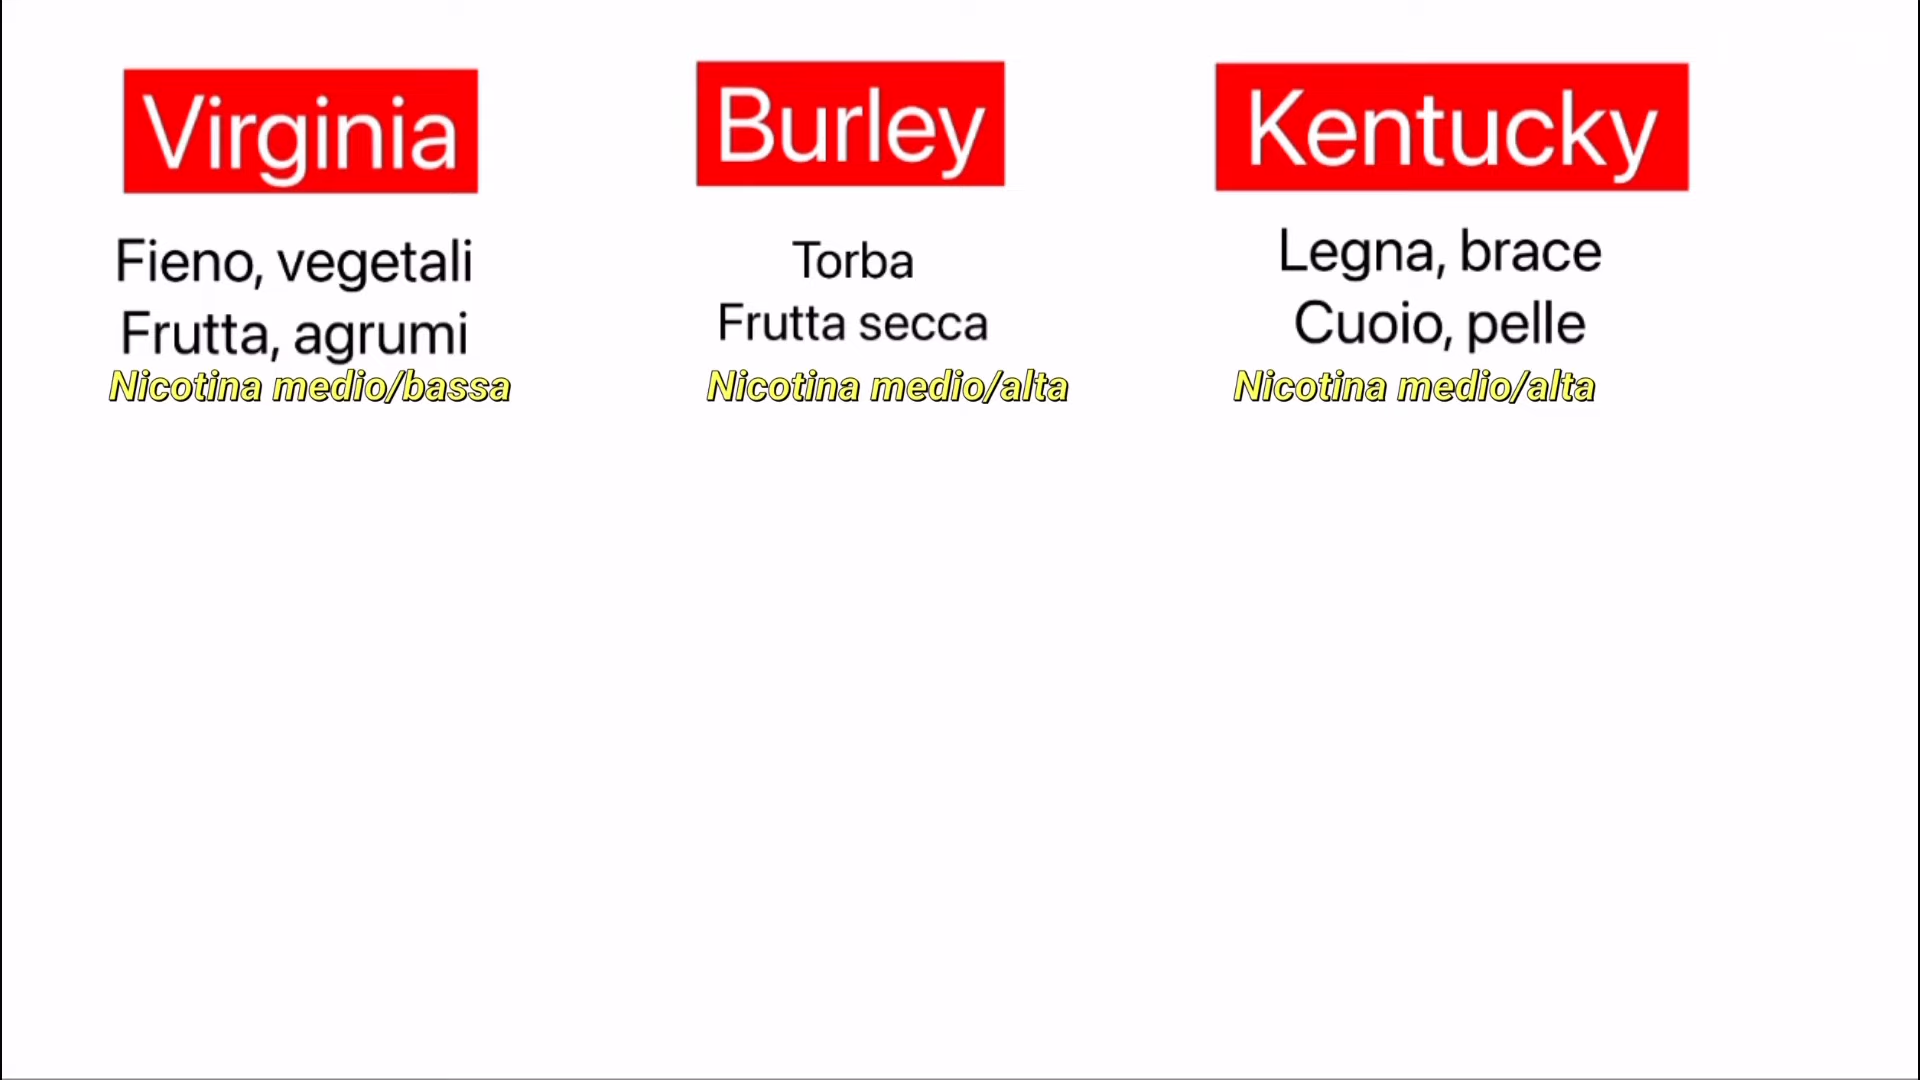 Virginia
Fieno, vegetali
Frutta, agrumi
Nicotina medio/bassa
Burley
Torba
Frutta secca
Nicotina medio/alta
Kentucky
Legna, brace
Cuoio, pelle
Nicotina medio/alta